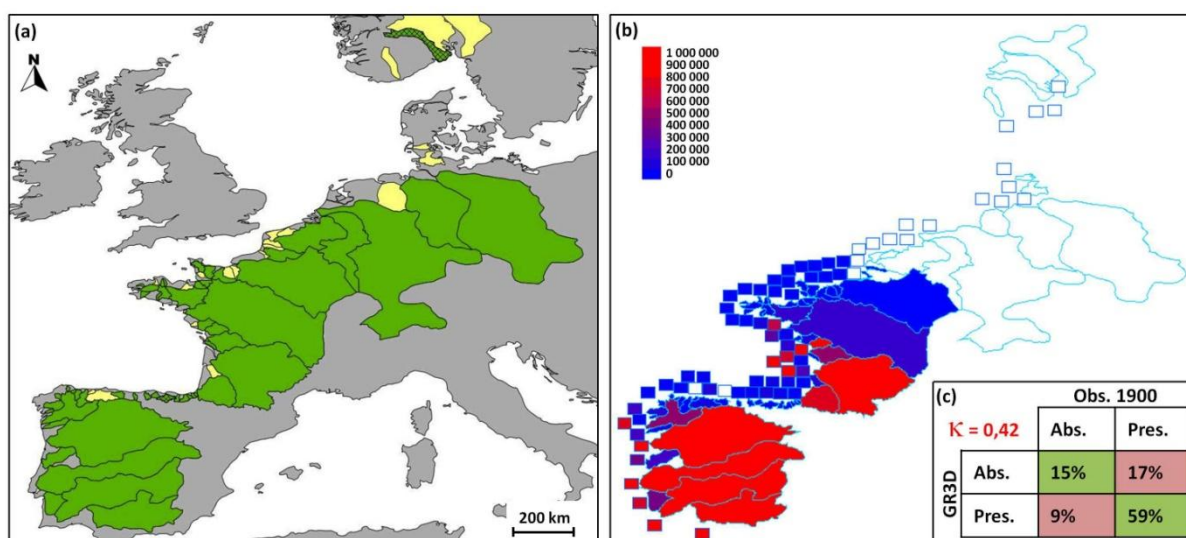 (a)
N
200 km
(b)
1 000 000
900 000
800 000
700 000
600 000
500 000
400 000
300 000
200 000
100 000
0
(c)
Obs. 1900
K = 0,42
Abs.
Pres.
GR3D
Abs.
15%
17%
Pres.
9%
59%